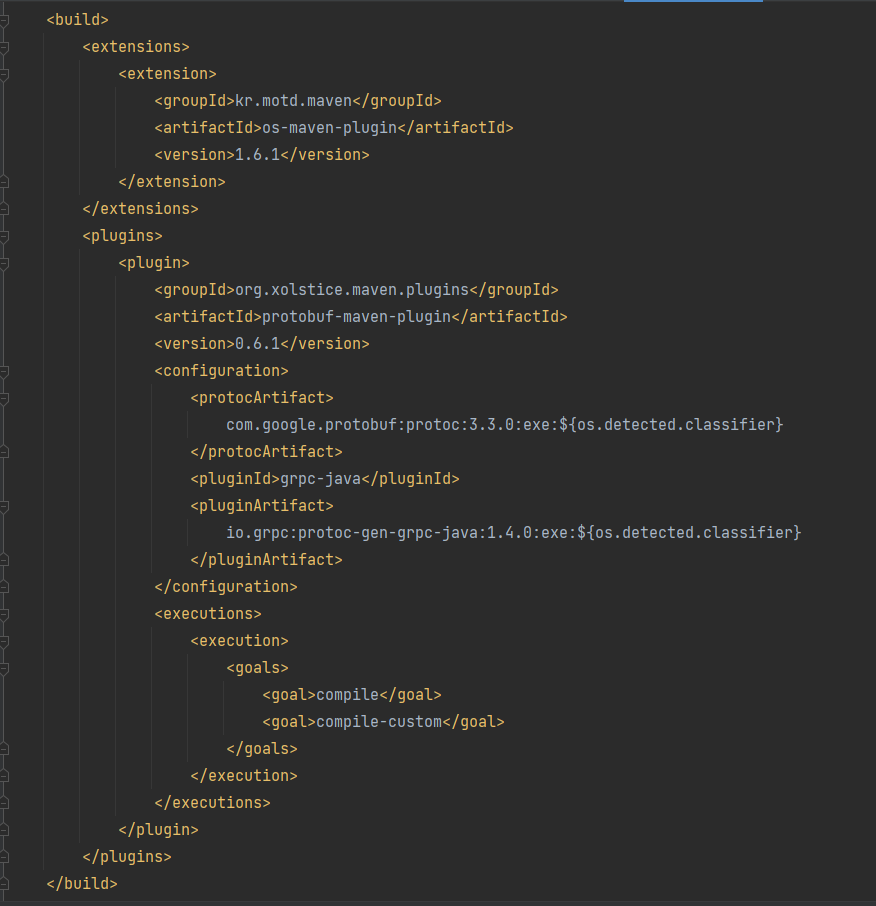 <build>
<extensions>
<extension>
<groupId>kr.motd.maven</groupId>
<artifactId>os-maven-plugin</artifactId>
<version>1.6.1</version>
</extension>
</extensions>
<plugins>
<plugin>
<groupId>org.xolstice.maven.plugins</groupId>
<artifactId>protobuf-maven-plugin</artifactId>
<version>0.6.1</version>
<configuration>
<protocArtifact>
com.google.protobuf:protoc:3.3.0:exe:${os.detected.classifier}
</protocArtifact>
<pluginId>grpc-java</pluginId>
<pluginArtifact>
io.grpc:protoc-gen-grpc-java:1.4.0:exe:${os.detected.classifier}
</pluginArtifact>
</configuration>
<executions>
<execution>
<goals>
<goal>compile</goal>
<goal>compile-custom</goal>
</goals>
</execution>
</executions>
</plugin>
</plugins>
</build>